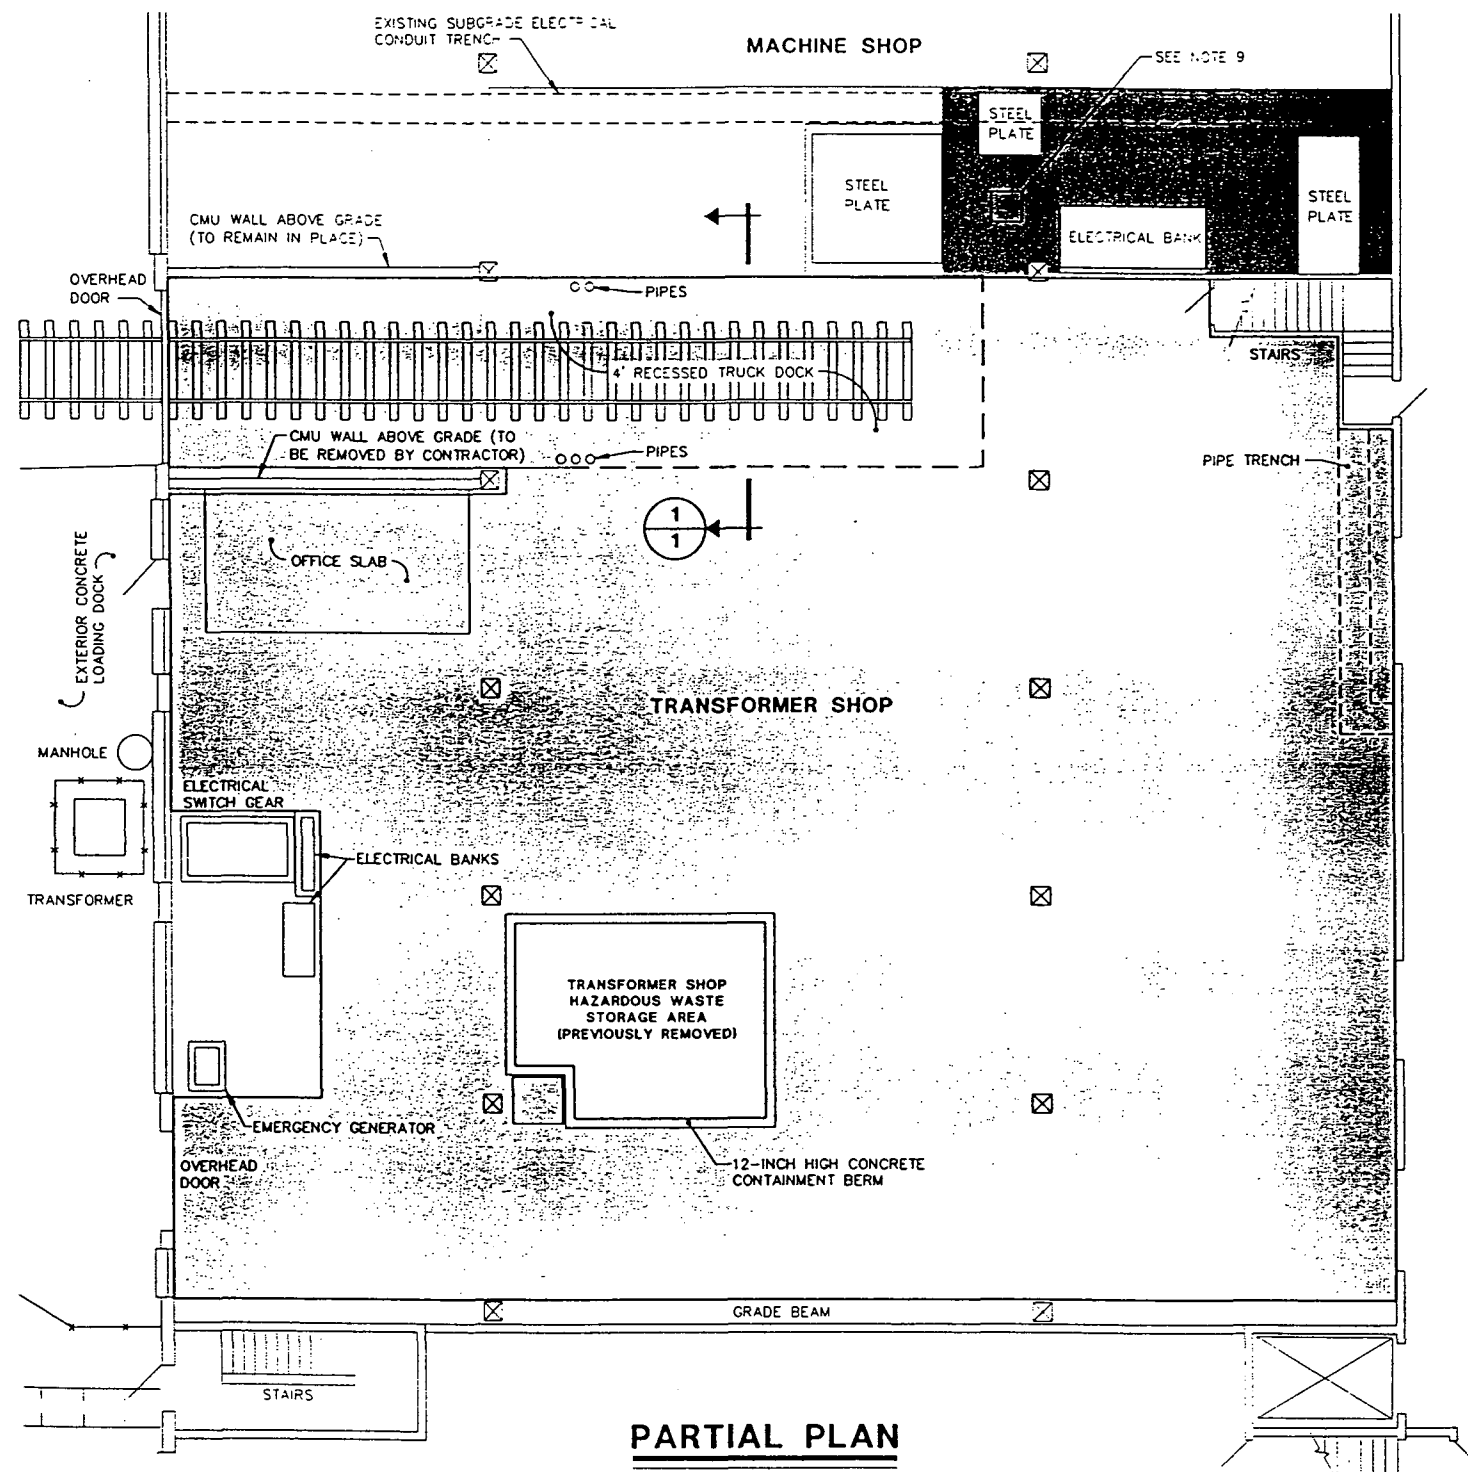 EXISTING SUBGRADE ELECTRICAL
CONDUIT TRENCH
MACHINE SHOP
SEE NOTE 9
STEEL
PLATE
STEEL
PLATE
STEEL
PLATE
ELECTRICAL BANK
CMU WALL ABOVE GRADE
(TO REMAIN IN PLACE)
OVERHEAD
DOOR
PIPES
4' RECESSED TRUCK DOCK
STAIRS
CMU WALL ABOVE GRADE (TO
BE REMOVED BY CONTRACTOR)
PIPES
PIPE TRENCH
1
1
OFFICE SLAB
EXTERIOR CONCRETE
LOADING DOCK
TRANSFORMER SHOP
MANHOLE
ELECTRICAL
SWITCH GEAR
ELECTRICAL BANKS
TRANSFORMER
TRANSFORMER SHOP
HAZARDOUS WASTE
STORAGE AREA
(PREVIOUSLY REMOVED)
EMERGENCY GENERATOR
OVERHEAD
DOOR
12-INCH HIGH CONCRETE
CONTAINMENT BERM
GRADE BEAM
STAIRS
PARTIAL PLAN